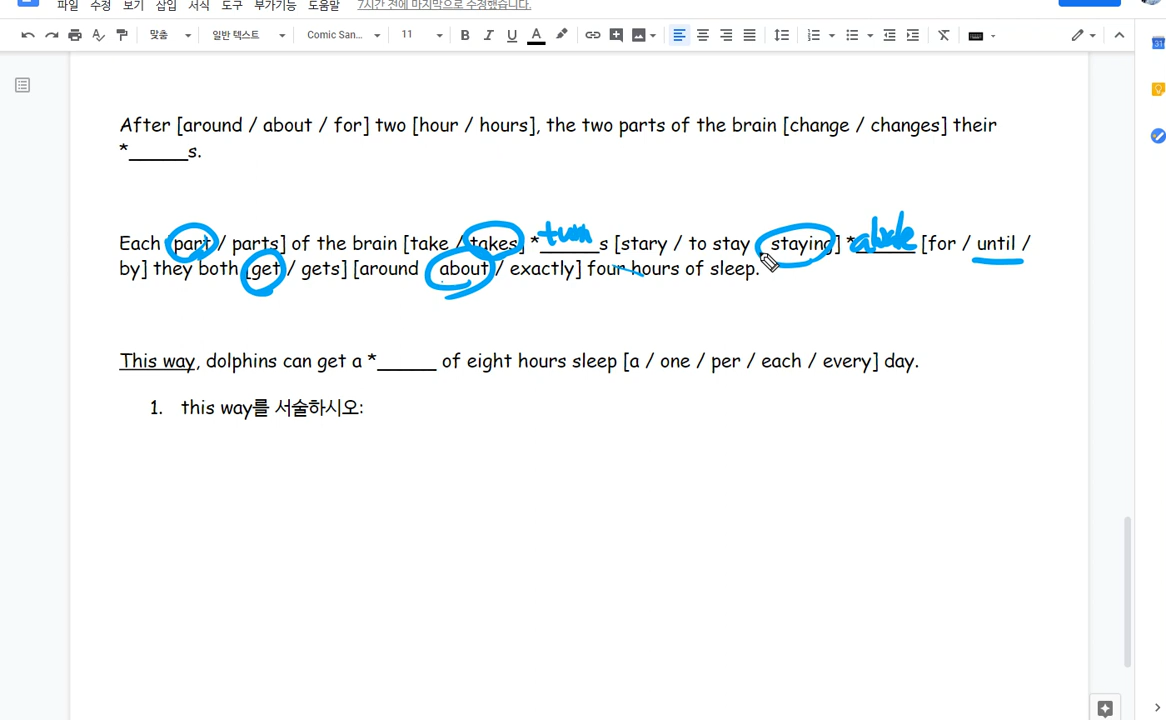 파일 수정 보기 삽입 서식 도구 부가기능 도움말 7시간 전에 마지막으로 수정했습니다.
맞춤 일반 텍스트 Comic San... 11 B I U A
31
After [around / about / for] two [hour / hours], the two parts of the brain [change / changes] their
*______s.
turn
Each [part / parts] of the brain [take / takes] *______s [stary / to stay / staying] *______ [for / until /
by] they both [get / gets] [around / about / exactly] four hours of sleep.
This way, dolphins can get a *______ of eight hours sleep [a / one / per / each / every] day.
1. this way를 서술하시오: